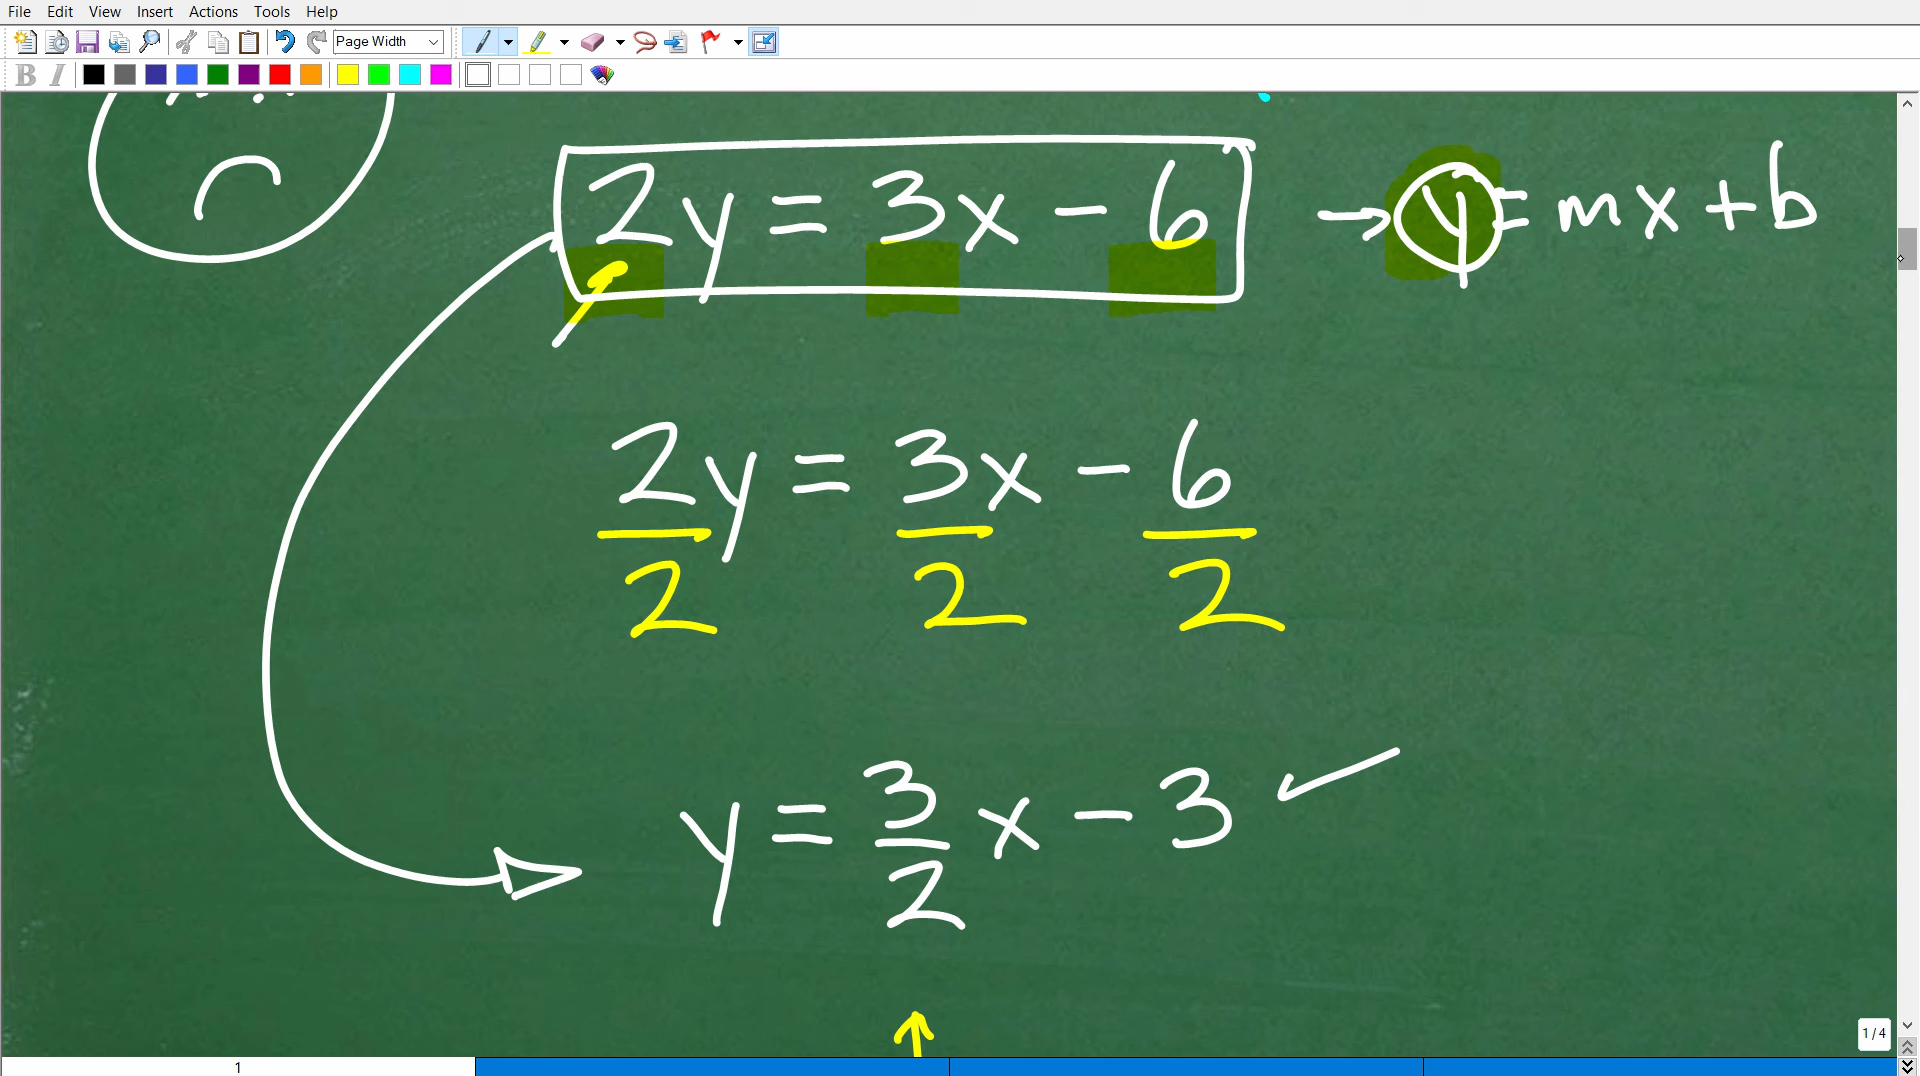 File Edit View Insert Actions Tools Help
Page Width
B I
2y = 3x - 6 → y = mx + b
2y = 3x - 6
2 2 2
y = 3/2 x - 3
1/4
1